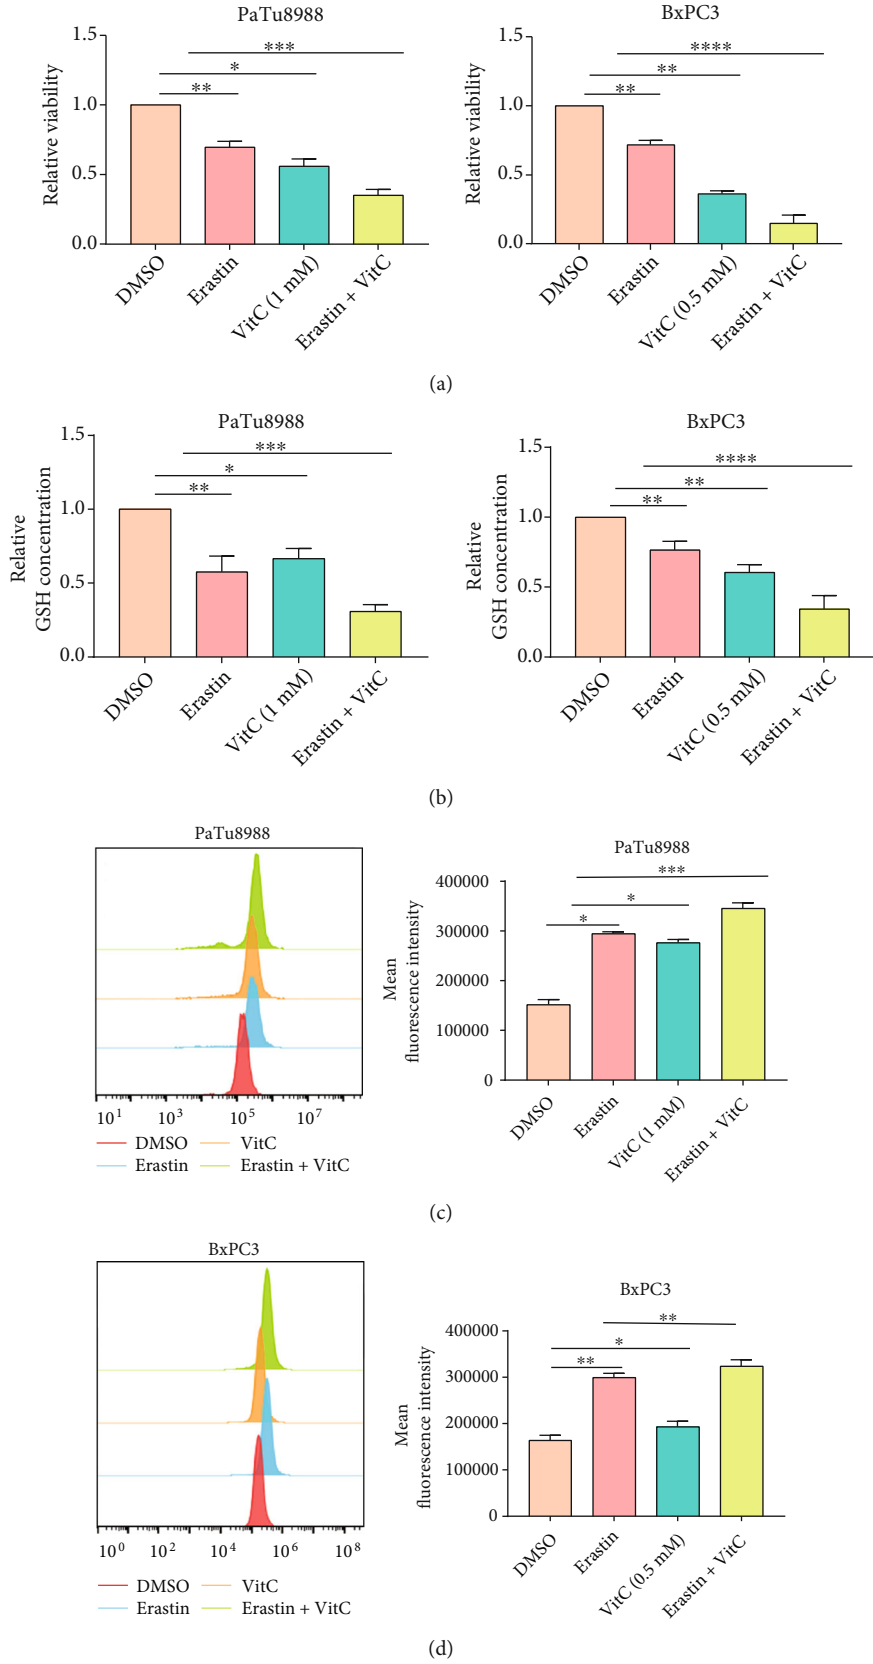 PaTu8988
Relative viability
1.5
1.0
0.5
0.0
***
*
**
DMSO
Erastin
VitC (1 mM)
Erastin + VitC
BxPC3
Relative viability
1.5
1.0
0.5
0.0
****
**
**
DMSO
Erastin
VitC (0.5 mM)
Erastin + VitC
(a)
PaTu8988
Relative
GSH concentration
1.5
1.0
0.5
0.0
***
*
**
DMSO
Erastin
VitC (1 mM)
Erastin + VitC
BxPC3
Relative
GSH concentration
1.5
1.0
0.5
0.0
****
**
**
DMSO
Erastin
VitC (0.5 mM)
Erastin + VitC
(b)
PaTu8988
10¹ 10³ 10⁵ 10⁷
DMSO VitC
Erastin Erastin + VitC
PaTu8988
Mean
fluorescence intensity
400000
300000
200000
100000
0
***
*
*
DMSO
Erastin
VitC (1 mM)
Erastin + VitC
(c)
BxPC3
10⁰ 10² 10⁴ 10⁶ 10⁸
DMSO VitC
Erastin Erastin + VitC
BxPC3
Mean
fluorescence intensity
400000
300000
200000
100000
0
**
*
**
DMSO
Erastin
VitC (0.5 mM)
Erastin + VitC
(d)